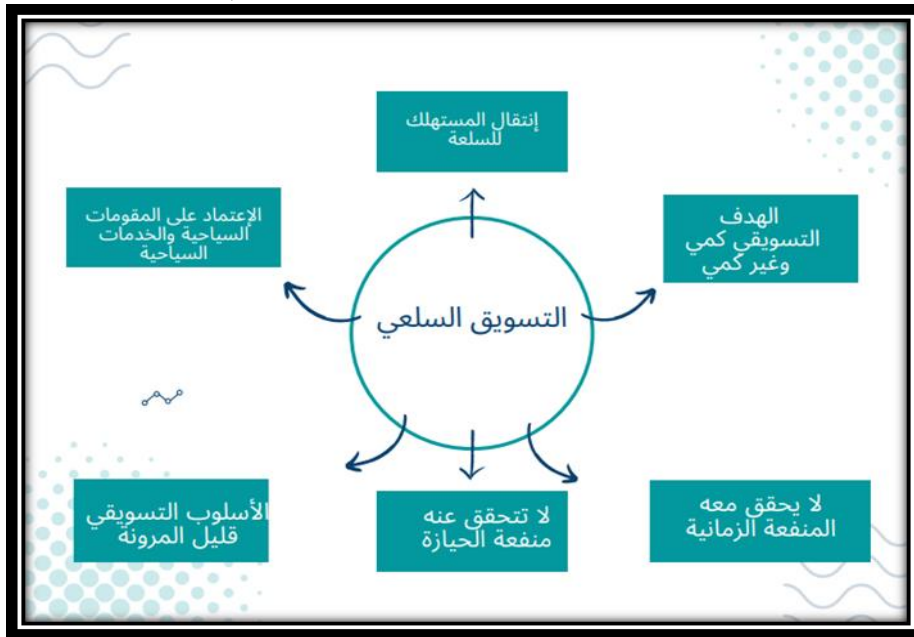 إنتقال المستهلك
للسلعة
الهدف
التسويقي كمي
وغير كمي
الإعتماد على المقومات
السياحية والخدمات
السياحية
التسويق السلعي
لا يحقق معه
المنفعة الزمانية
لا تتحقق عنه
منفعة الحيازة
الأسلوب التسويقي
قليل المرونة